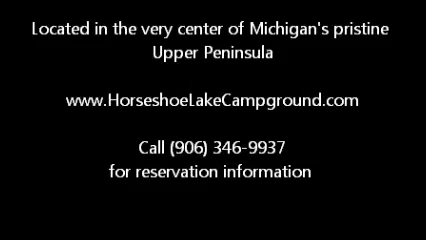 Located in the very center of Michigan's pristine
Upper Peninsula
www.HorseshoeLakeCampground.com
Call (906) 346-9937
for reservation information